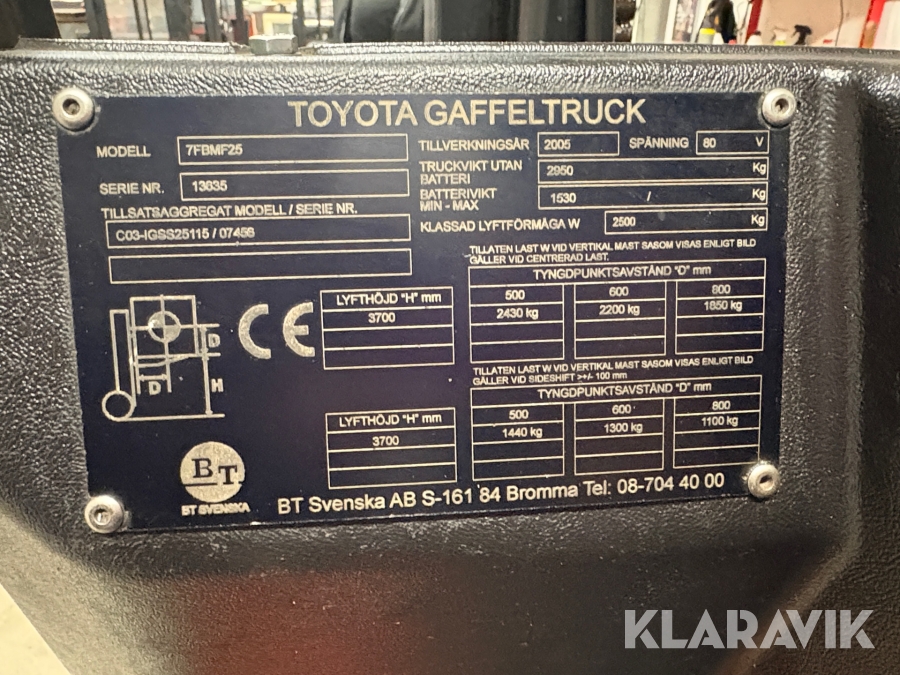 TOYOTA GAFFELTRUCK
MODELL 7FBMF25
SERIE NR. 13635
TILLSATSAGGREGAT MODELL / SERIE NR.
C03-IGSS25115 / 07456
TILLVERKNINGSÅR 2005 SPÄNNING 80 V
TRUCKVIKT UTAN
BATTERI 2950 Kg
BATTERIVIKT
MIN - MAX 1530 / Kg
KLASSAD LYFTFÖRMÅGA W 2500 Kg
TILLATEN LAST W VID VERTIKAL MAST SASOM VISAS ENLIGT BILD
GÄLLER VID CENTRERAD LAST.
LYFTHÖJD "H" mm
3700
TYNGDPUNKTSAVSTÅND "D" mm
500 600 800
2430 kg 2200 kg 1850 kg
D
D H
CE
TILLATEN LAST W VID VERTIKAL MAST SASOM VISAS ENLIGT BILD
GÄLLER VID SIDESHIFT >+/- 100 mm
LYFTHÖJD "H" mm
3700
TYNGDPUNKTSAVSTÅND "D" mm
500 600 800
1440 kg 1300 kg 1100 kg
BT
BT SVENSKA
BT Svenska AB S-161 84 Bromma Tel: 08-704 40 00
KLARAVIK